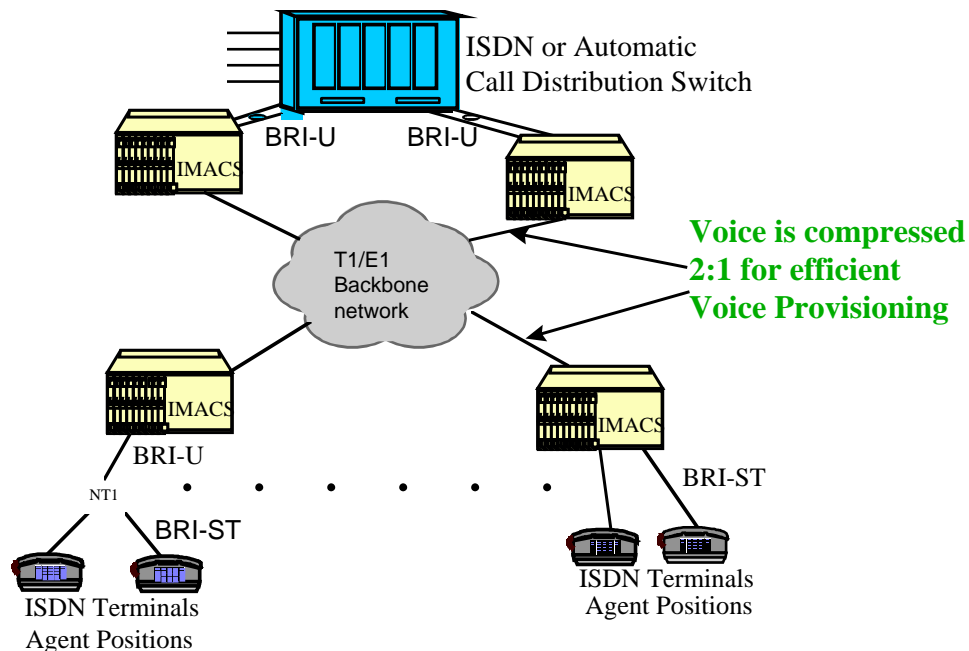 ISDN or Automatic
Call Distribution Switch
BRI-U
BRI-U
IMACS
IMACS
T1/E1
Backbone
network
Voice is compressed
2:1 for efficient
Voice Provisioning
IMACS
IMACS
BRI-U
NT1
BRI-ST
BRI-ST
ISDN Terminals
Agent Positions
ISDN Terminals
Agent Positions